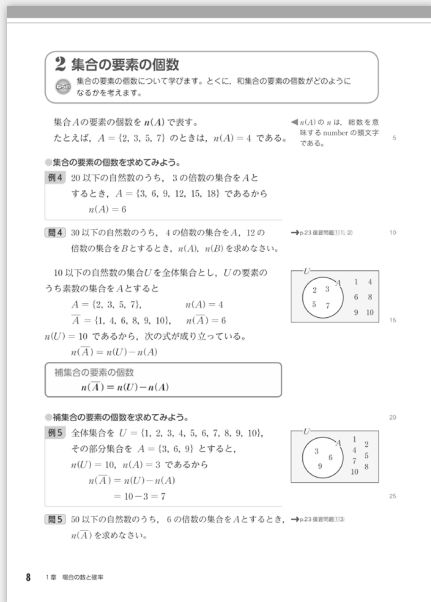 2 集合の要素の個数
集合の要素の個数について学びます。とくに，和集合の要素の個数がどのように
なるかを考えます。
集合Aの要素の個数を n(A) で表す。
たとえば，A = {2, 3, 5, 7} のときは，n(A) = 4 である。
◀ n(A) の n は，総数を意
味する number の頭文字
である。
5
●集合の要素の個数を求めてみよう。
例4 20 以下の自然数のうち，3 の倍数の集合をAと
するとき，A = {3, 6, 9, 12, 15, 18} であるから
n(A) = 6
問4 30 以下の自然数のうち，4 の倍数の集合をA，12 の
倍数の集合をBとするとき，n(A)，n(B) を求めなさい。
➞p.23 復習問題
10
10 以下の自然数の集合Uを全体集合とし，Uの要素の
うち素数の集合をAとすると
A = {2, 3, 5, 7}, n(A) = 4
A̅ = {1, 4, 6, 8, 9, 10}, n(A̅) = 6
n(U) = 10 であるから，次の式が成り立っている。
n(A̅) = n(U) − n(A)
U
A
1 4
2 3
6 8
5 7
9 10
15
補集合の要素の個数
n(A̅) = n(U) − n(A)
●補集合の要素の個数を求めてみよう。
20
例5 全体集合を U = {1, 2, 3, 4, 5, 6, 7, 8, 9, 10},
その部分集合を A = {3, 6, 9} とすると，
n(U) = 10, n(A) = 3 であるから
n(A̅) = n(U) − n(A)
= 10 − 3 = 7
U
A
1 2
3 4 5
6 7
9 8
10
25
問5 50 以下の自然数のうち，6 の倍数の集合をAとするとき，
n(A̅) を求めなさい。
➞p.23 復習問題
8 1章 場合の数と確率